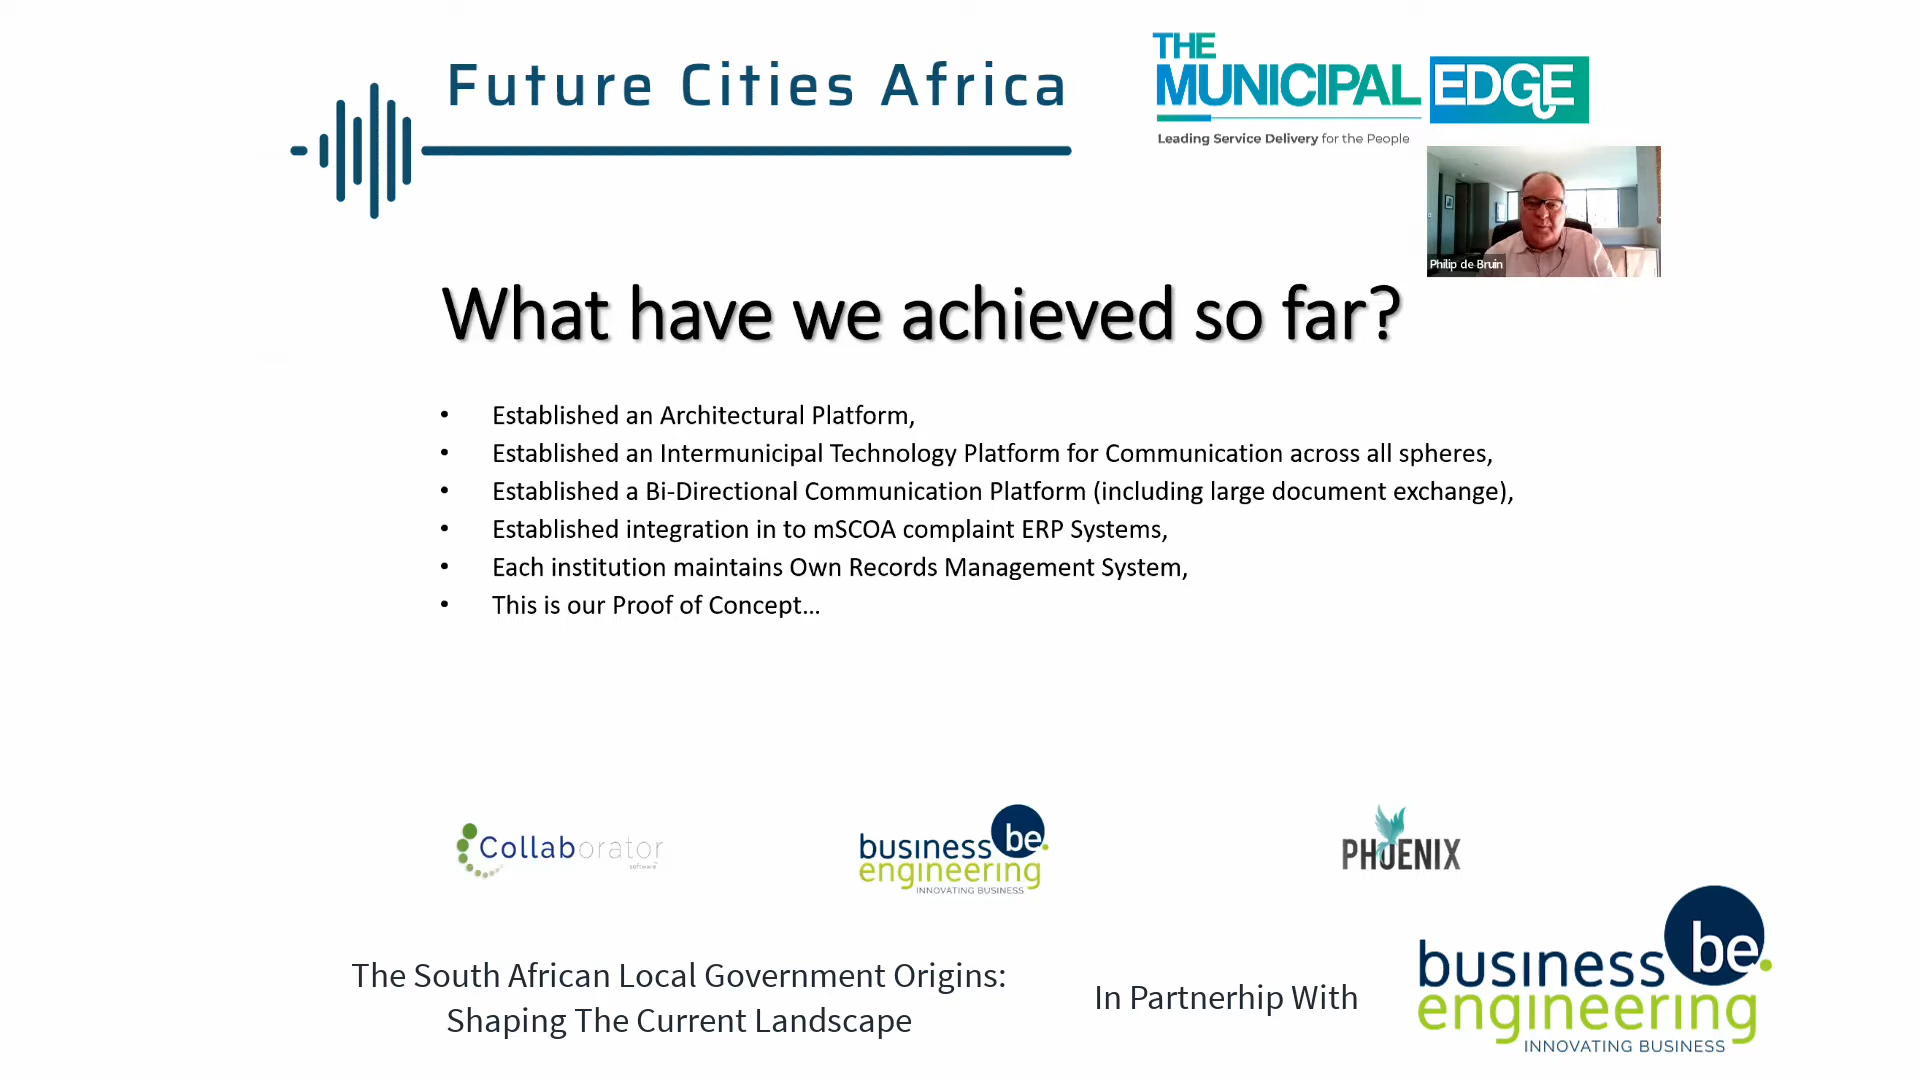 Future Cities Africa
THE
MUNICIPAL EDGE
Leading Service Delivery for the People
Philip de Bruin
What have we achieved so far?
• Established an Architectural Platform,
• Established an Intermunicipal Technology Platform for Communication across all spheres,
• Established a Bi-Directional Communication Platform (including large document exchange),
• Established integration in to mSCOA complaint ERP Systems,
• Each institution maintains Own Records Management System,
• This is our Proof of Concept...
Collaborator
software
business be.
engineering
INNOVATING BUSINESS
PHOENIX
The South African Local Government Origins:
Shaping The Current Landscape
In Partnerhip With
business be.
engineering
INNOVATING BUSINESS